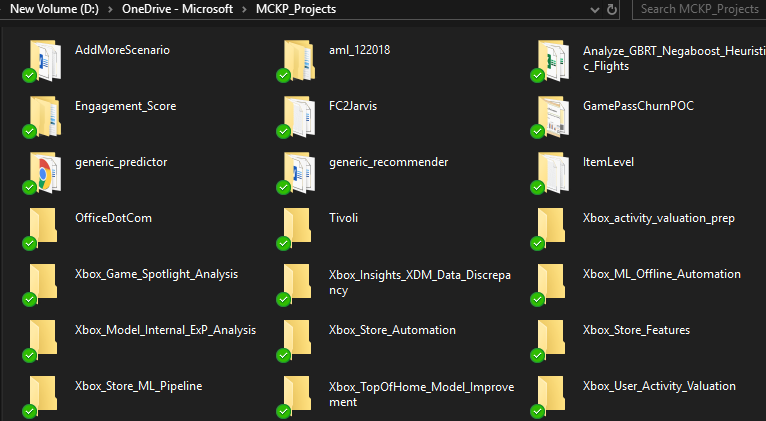 New Volume (D:) > OneDrive - Microsoft > MCKP_Projects
Search MCKP_Projects
AddMoreScenario
aml_122018
Analyze_GBRT_Negaboost_Heuristi
c_Flights
Engagement_Score
FC2Jarvis
GamePassChurnPOC
generic_predictor
generic_recommender
ItemLevel
OfficeDotCom
Tivoli
Xbox_activity_valuation_prep
Xbox_Game_Spotlight_Analysis
Xbox_Insights_XDM_Data_Discrepa
ncy
Xbox_ML_Offline_Automation
Xbox_Model_Internal_ExP_Analysis
Xbox_Store_Automation
Xbox_Store_Features
Xbox_Store_ML_Pipeline
Xbox_TopOfHome_Model_Improve
ment
Xbox_User_Activity_Valuation